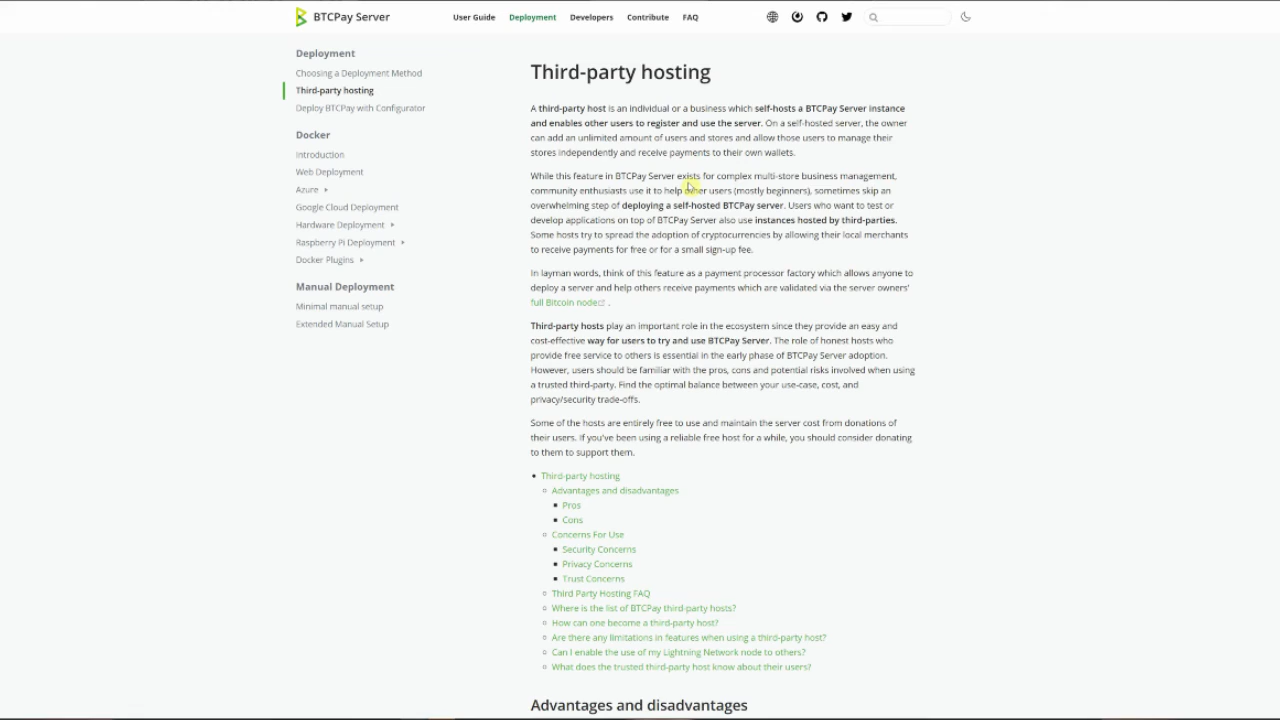 BTCPay Server
User Guide
Deployment
Developers
Contribute
FAQ
Deployment
Choosing a Deployment Method
Third-party hosting
Deploy BTCPay with Configurator
Docker
Introduction
Web Deployment
Azure
Google Cloud Deployment
Hardware Deployment
Raspberry Pi Deployment
Docker Plugins
Manual Deployment
Minimal manual setup
Extended Manual Setup
Third-party hosting
A third-party host is an individual or a business which self-hosts a BTCPay Server instance
and enables other users to register and use the server. On a self-hosted server, the owner
can add an unlimited amount of users and stores and allow those users to manage their
stores independently and receive payments to their own wallets.
While this feature in BTCPay Server exists for complex multi-store business management,
community enthusiasts use it to help users (mostly beginners), sometimes skip an
overwhelming step of deploying a self-hosted BTCPay server. Users who want to test or
develop applications on top of BTCPay Server also use instances hosted by third-parties.
Some hosts try to spread the adoption of cryptocurrencies by allowing their local merchants
to receive payments for free or for a small sign-up fee.
In layman words, think of this feature as a payment processor factory which allows anyone to
deploy a server and help others receive payments which are validated via the server owners'
full Bitcoin node .
Third-party hosts play an important role in the ecosystem since they provide an easy and
cost-effective way for users to try and use BTCPay Server. The role of honest hosts who
provide free service to others is essential in the early phase of BTCPay Server adoption.
However, users should be familiar with the pros, cons and potential risks involved when using
a trusted third-party. Find the optimal balance between your use-case, cost, and
privacy/security trade-offs.
Some of the hosts are entirely free to use and maintain the server cost from donations of
their users. If you've been using a reliable free host for a while, you should consider donating
to them to support them.
Third-party hosting
Advantages and disadvantages
Pros
Cons
Concerns For Use
Security Concerns
Privacy Concerns
Trust Concerns
Third Party Hosting FAQ
Where is the list of BTCPay third-party hosts?
How can one become a third-party host?
Are there any limitations in features when using a third-party host?
Can I enable the use of my Lightning Network node to others?
What does the trusted third-party host know about their users?
Advantages and disadvantages